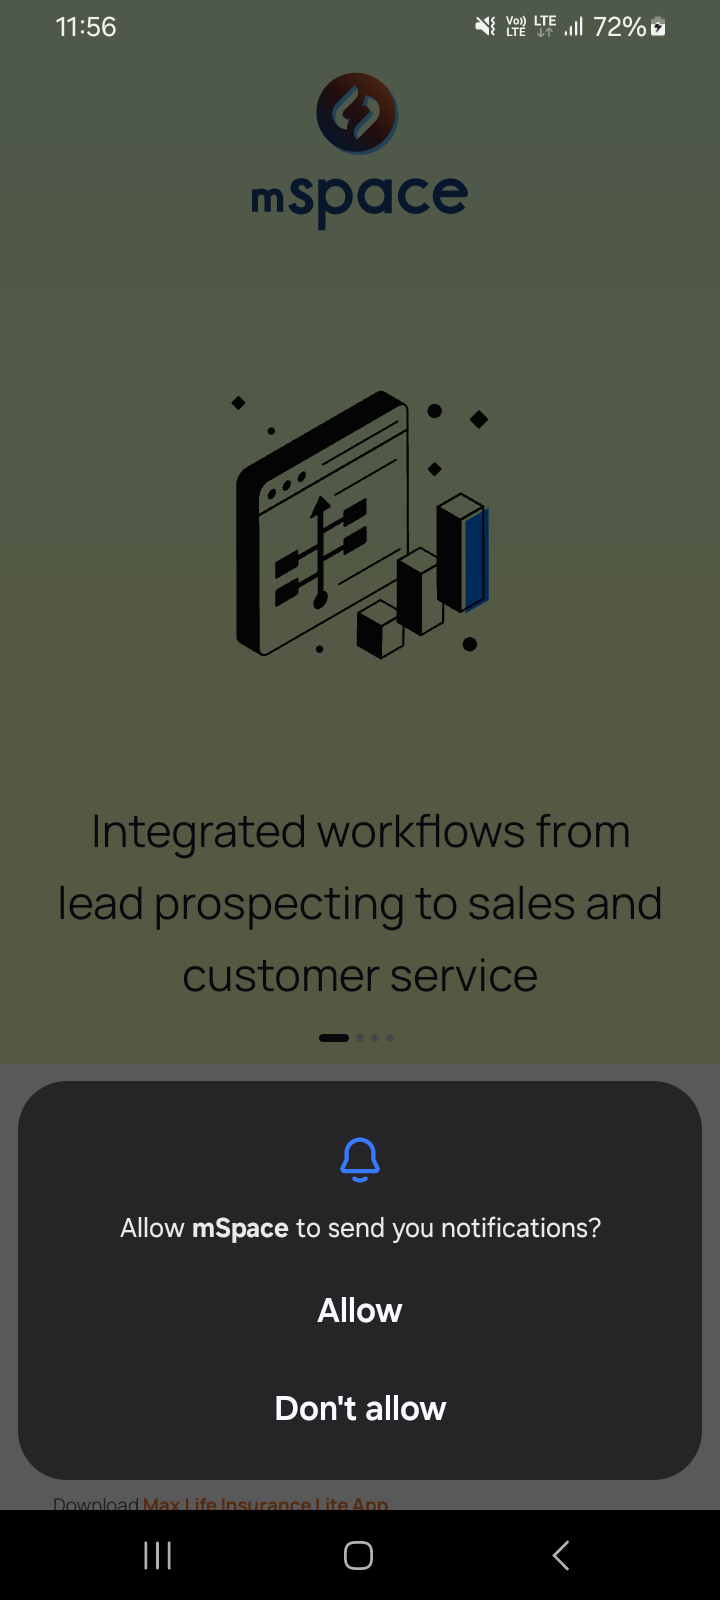 11:56
Vo)) LTE LTE 72%
mspace
Integrated workflows from
lead prospecting to sales and
customer service
Allow mSpace to send you notifications?
Allow
Don't allow
Download Max Life Insurance Lite App